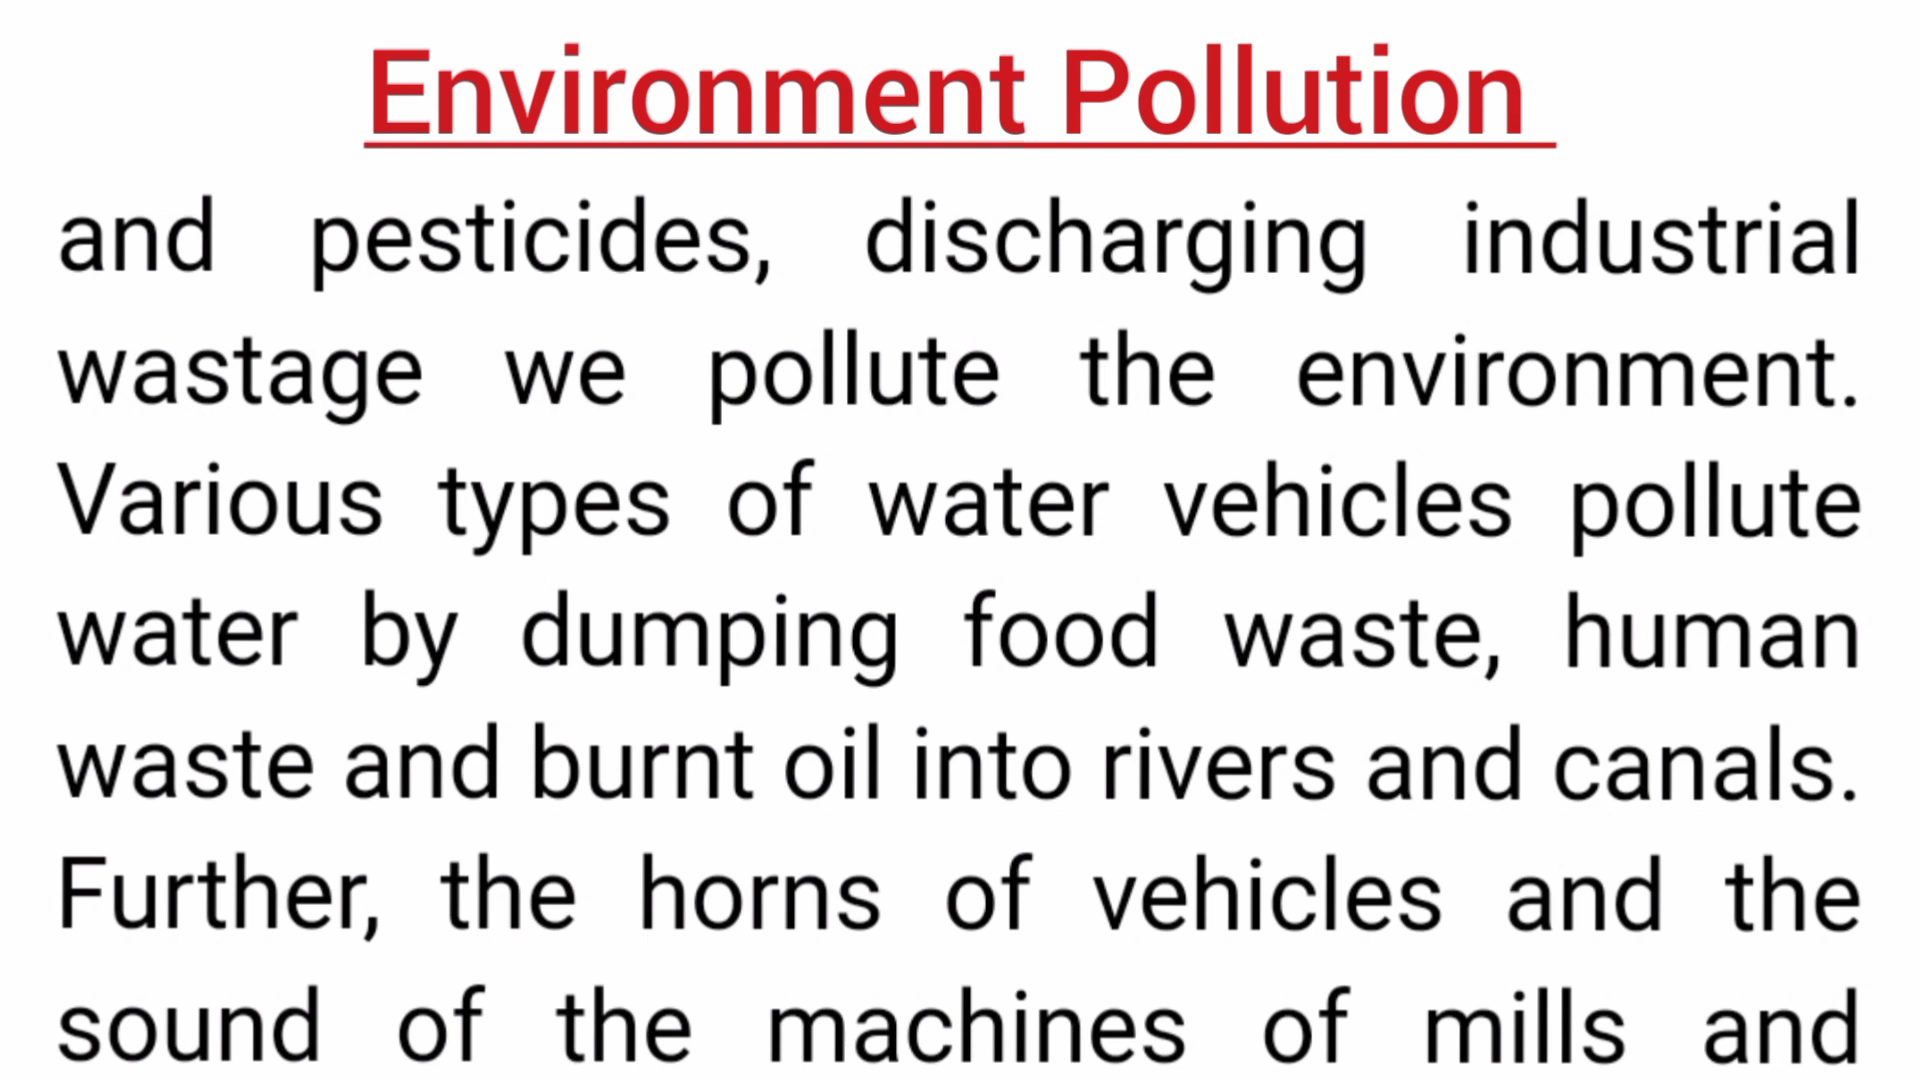 Environment Pollution
and pesticides, discharging industrial
wastage we pollute the environment.
Various types of water vehicles pollute
water by dumping food waste, human
waste and burnt oil into rivers and canals.
Further, the horns of vehicles and the
sound of the machines of mills and